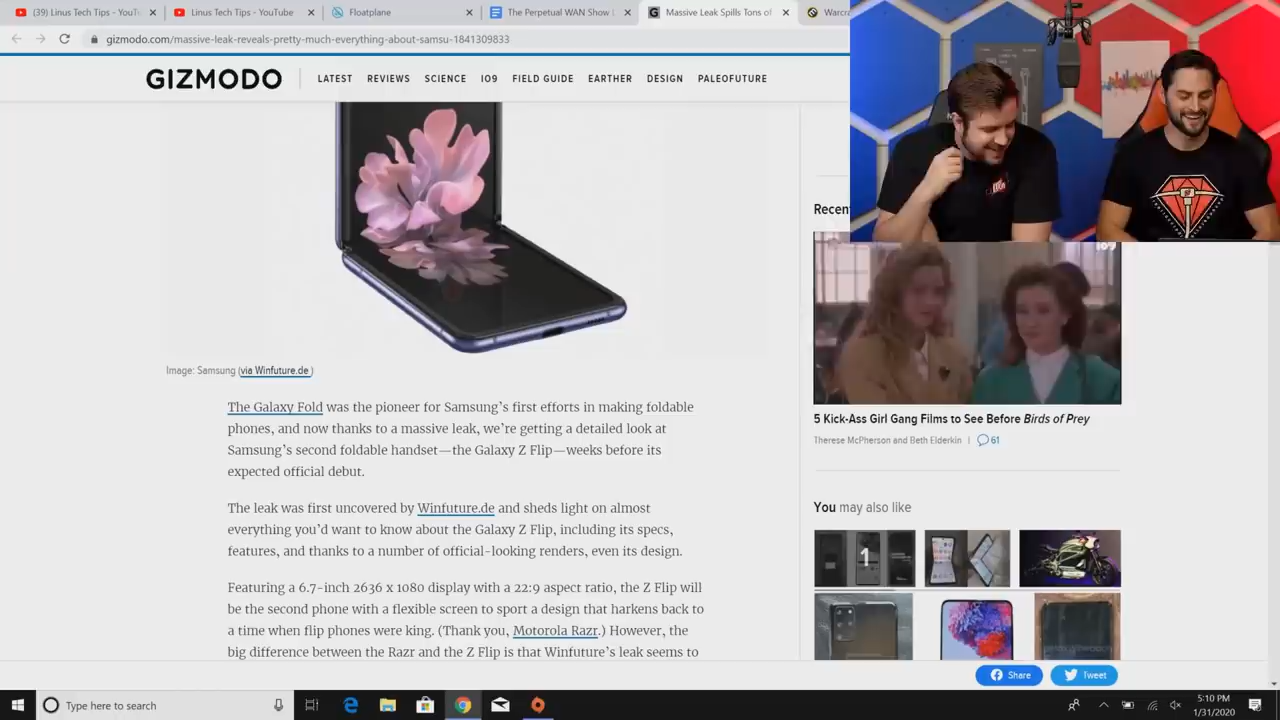 (39) Linus Tech Tips - YouT
Linus Tech Tips - YouTube
Floatplane
The Perpetual WAN Show
Massive Leak Spills Tons of
Warcra
gizmodo.com/massive-leak-reveals-pretty-much-everything-about-samsu-1841309833
GIZMODO
LATEST REVIEWS SCIENCE IO9 FIELD GUIDE EARTHER DESIGN PALEOFUTURE
Image: Samsung (via Winfuture.de)
The Galaxy Fold was the pioneer for Samsung’s first efforts in making foldable
phones, and now thanks to a massive leak, we’re getting a detailed look at
Samsung’s second foldable handset—the Galaxy Z Flip—weeks before its
expected official debut.
The leak was first uncovered by Winfuture.de and sheds light on almost
everything you’d want to know about the Galaxy Z Flip, including its specs,
features, and thanks to a number of official-looking renders, even its design.
Featuring a 6.7-inch 2636 x 1080 display with a 22:9 aspect ratio, the Z Flip will
be the second phone with a flexible screen to sport a design that harkens back to
a time when flip phones were king. (Thank you, Motorola Razr.) However, the
big difference between the Razr and the Z Flip is that Winfuture’s leak seems to
Recen
io9
5 Kick-Ass Girl Gang Films to See Before Birds of Prey
Therese McPherson and Beth Elderkin | 61
You may also like
1
Share
Tweet
Type here to search
5:10 PM
1/31/2020